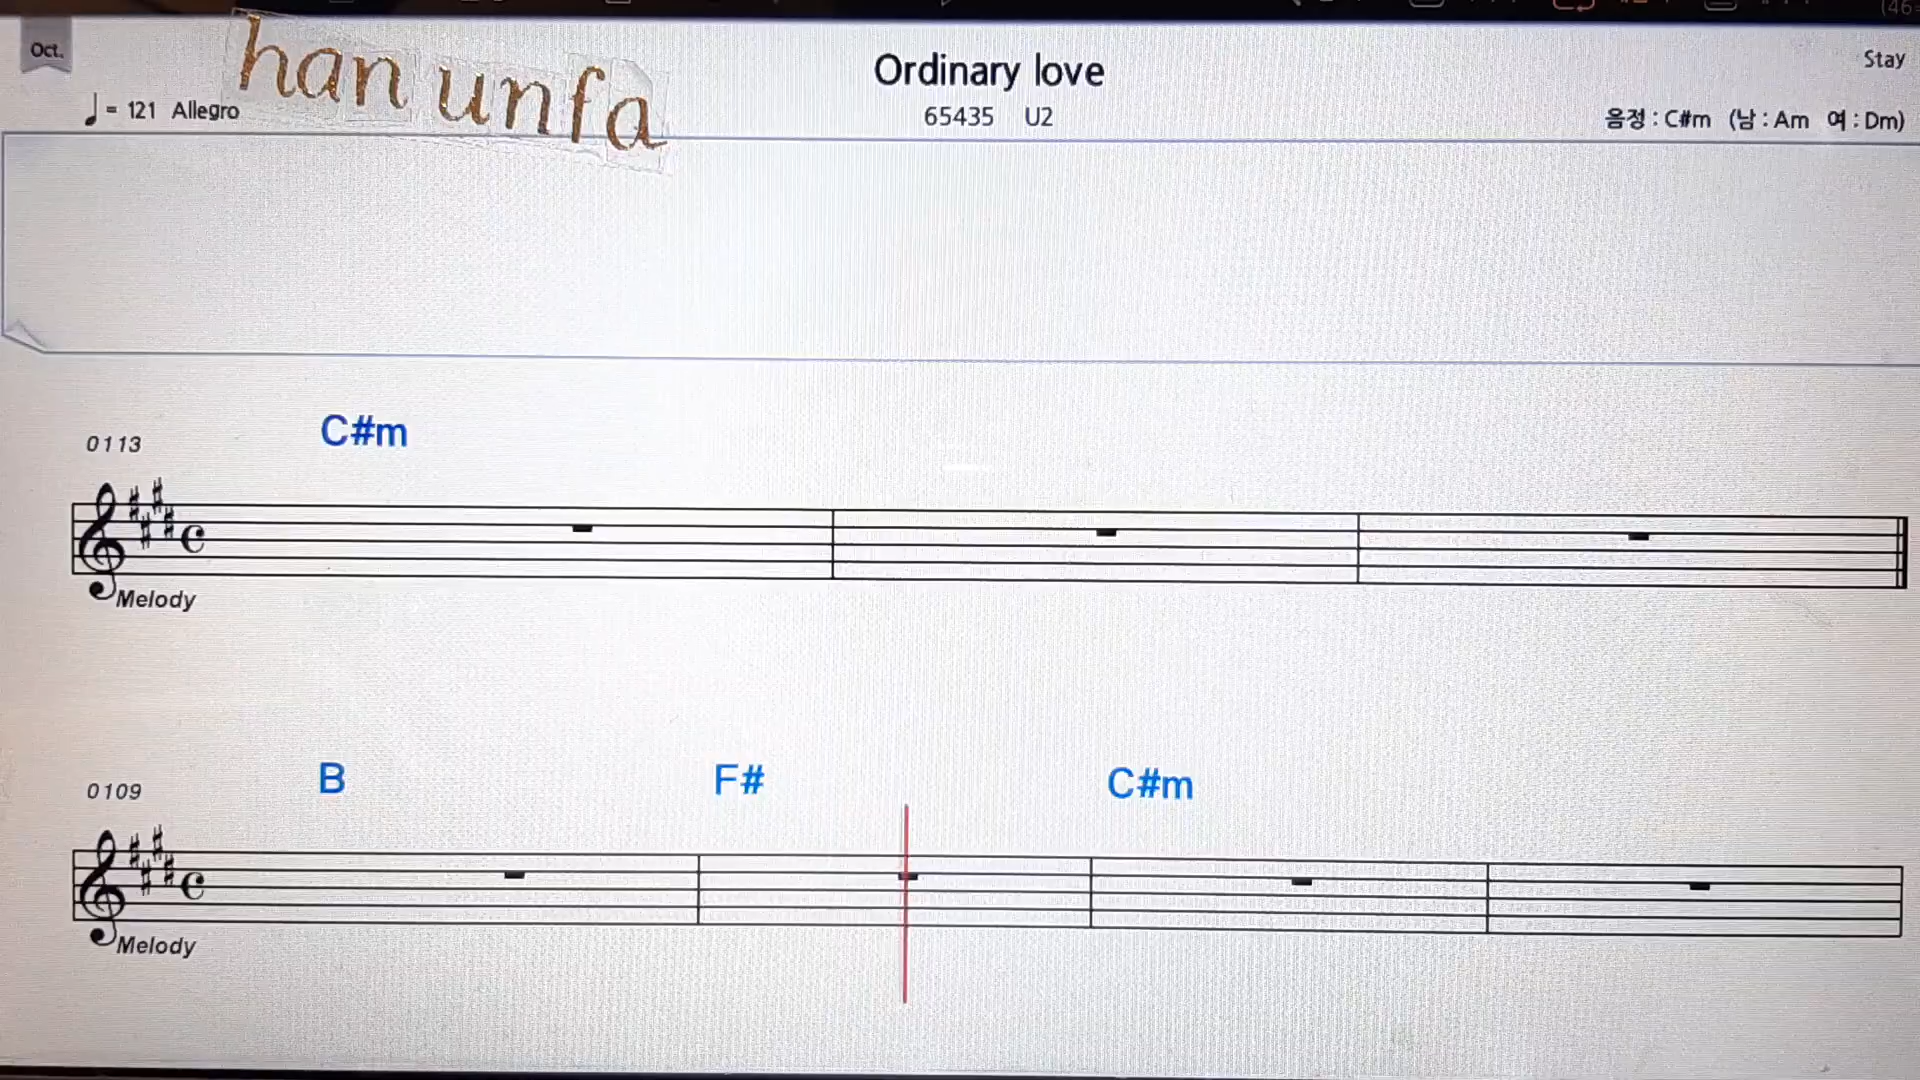 Oct.
han unfa
Ordinary love
Stay
♩= 121 Allegro
65435 U2
음정 : C#m (남 : Am 여 : Dm)
0113
C#m
Melody
0109
B F# C#m
Melody